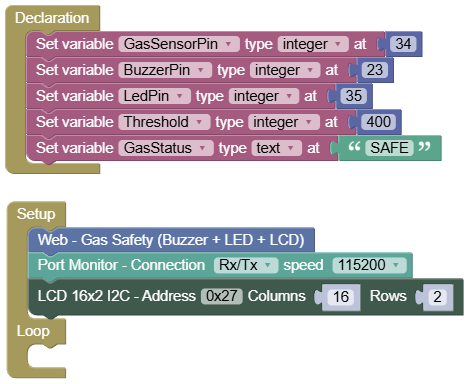 Declaration
Set variable GasSensorPin type integer at 34
Set variable BuzzerPin type integer at 23
Set variable LedPin type integer at 35
Set variable Threshold type integer at 400
Set variable GasStatus type text at “ SAFE ”
Setup
Web - Gas Safety (Buzzer + LED + LCD)
Port Monitor - Connection Rx/Tx speed 115200
LCD 16x2 I2C - Address 0x27 Columns 16 Rows 2
Loop